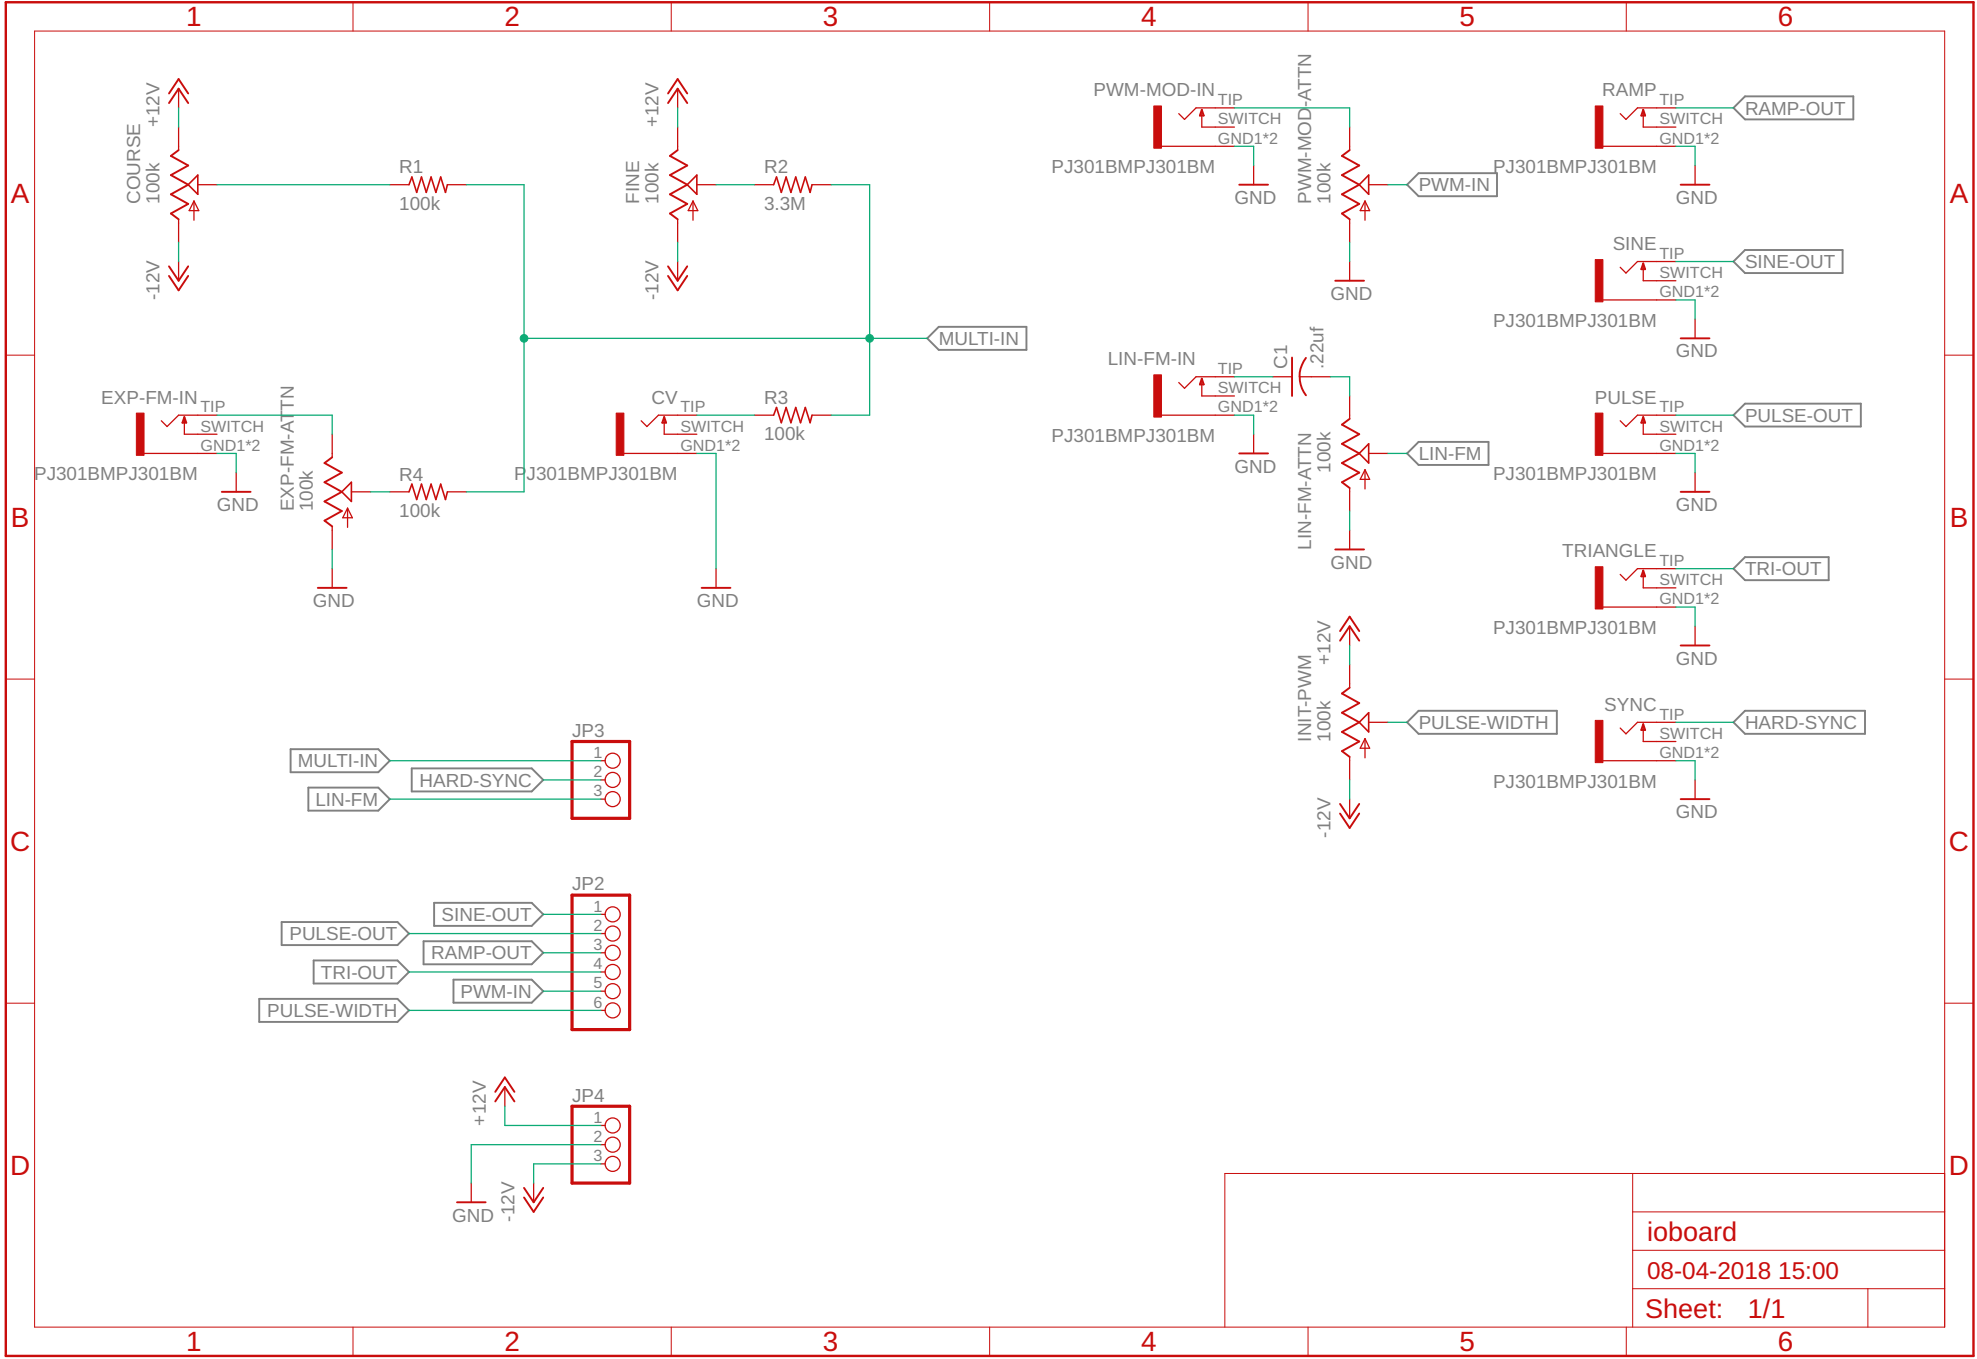 1 2 3 4 5 6
A
B
C
D
A
B
C
D
+12V
COURSE
100k
-12V
R1
100k
+12V
FINE
100k
-12V
R2
3.3M
MULTI-IN
EXP-FM-IN
TIP
SWITCH
GND1*2
PJ301BMPJ301BM
GND
EXP-FM-ATTN
100k
GND
R4
100k
CV
TIP
SWITCH
GND1*2
PJ301BMPJ301BM
GND
R3
100k
PWM-MOD-IN
TIP
SWITCH
GND1*2
PJ301BMPJ301BM
GND
PWM-MOD-ATTN
100k
PWM-IN
GND
LIN-FM-IN
TIP
SWITCH
GND1*2
PJ301BMPJ301BM
GND
C1
.22uf
LIN-FM-ATTN
100k
LIN-FM
GND
+12V
INIT-PWM
100k
PULSE-WIDTH
-12V
RAMP
TIP
SWITCH
GND1*2
PJ301BMPJ301BM
GND
RAMP-OUT
SINE
TIP
SWITCH
GND1*2
PJ301BMPJ301BM
GND
SINE-OUT
PULSE
TIP
SWITCH
GND1*2
PJ301BMPJ301BM
GND
PULSE-OUT
TRIANGLE
TIP
SWITCH
GND1*2
PJ301BMPJ301BM
GND
TRI-OUT
SYNC
TIP
SWITCH
GND1*2
PJ301BMPJ301BM
GND
HARD-SYNC
JP3
MULTI-IN 1
HARD-SYNC 2
LIN-FM 3
JP2
SINE-OUT 1
PULSE-OUT 2
RAMP-OUT 3
TRI-OUT 4
PWM-IN 5
PULSE-WIDTH 6
JP4
+12V
1
2
3
GND
-12V
ioboard
08-04-2018 15:00
Sheet: 1/1
1 2 3 4 5 6